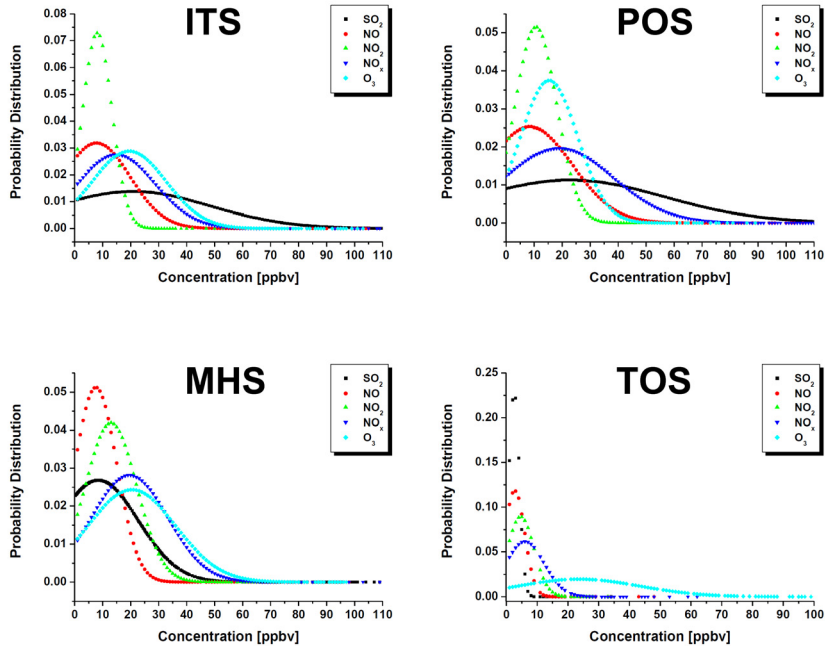 ITS
SO2
NO
NO2
NOx
O3
Probability Distribution
0.08
0.07
0.06
0.05
0.04
0.03
0.02
0.01
0.00
0 10 20 30 40 50 60 70 80 90 100 110
Concentration [ppbv]
POS
SO2
NO
NO2
NOx
O3
Probability Distribution
0.05
0.04
0.03
0.02
0.01
0.00
0 10 20 30 40 50 60 70 80 90 100 110
Concentration [ppbv]
MHS
SO2
NO
NO2
NOx
O3
Probability Distribution
0.05
0.04
0.03
0.02
0.01
0.00
0 10 20 30 40 50 60 70 80 90 100 110
Concentration [ppbv]
TOS
SO2
NO
NO2
NOx
O3
Probability Distribution
0.25
0.20
0.15
0.10
0.05
0.00
0 10 20 30 40 50 60 70 80 90 100
Concentration [ppbv]